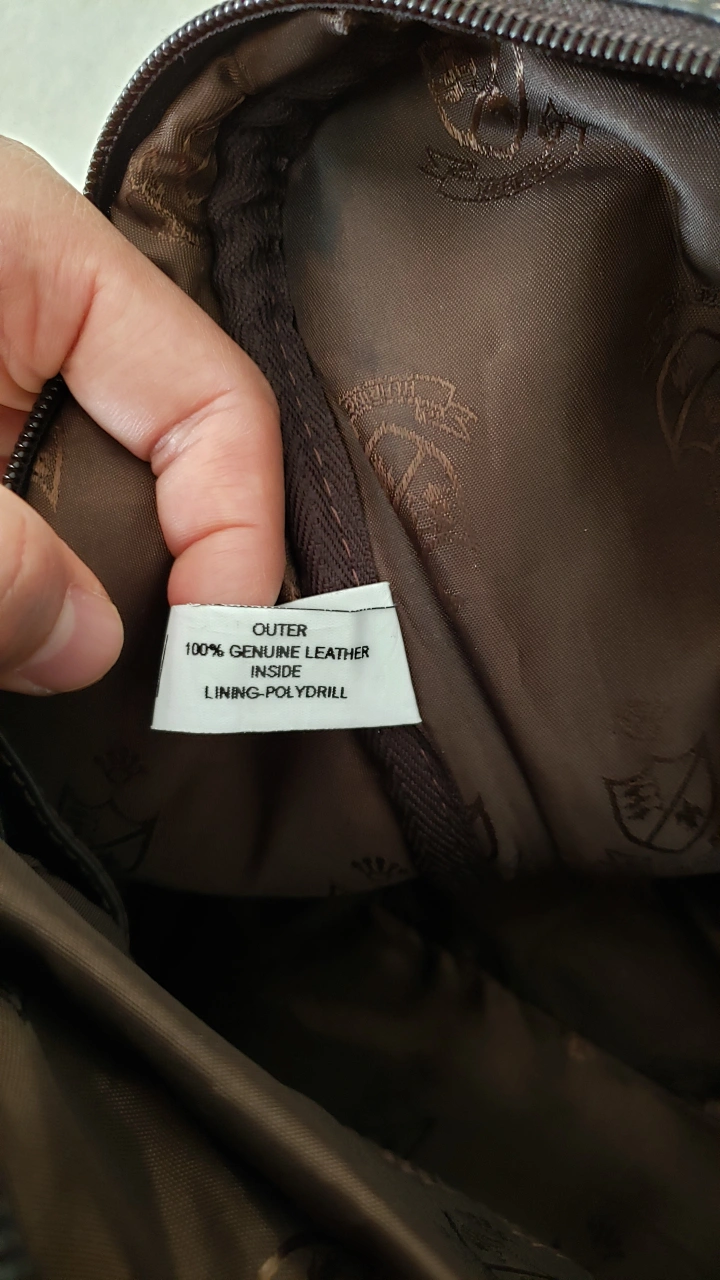 OUTER
100% GENUINE LEATHER
INSIDE
LINING-POLYDRILL